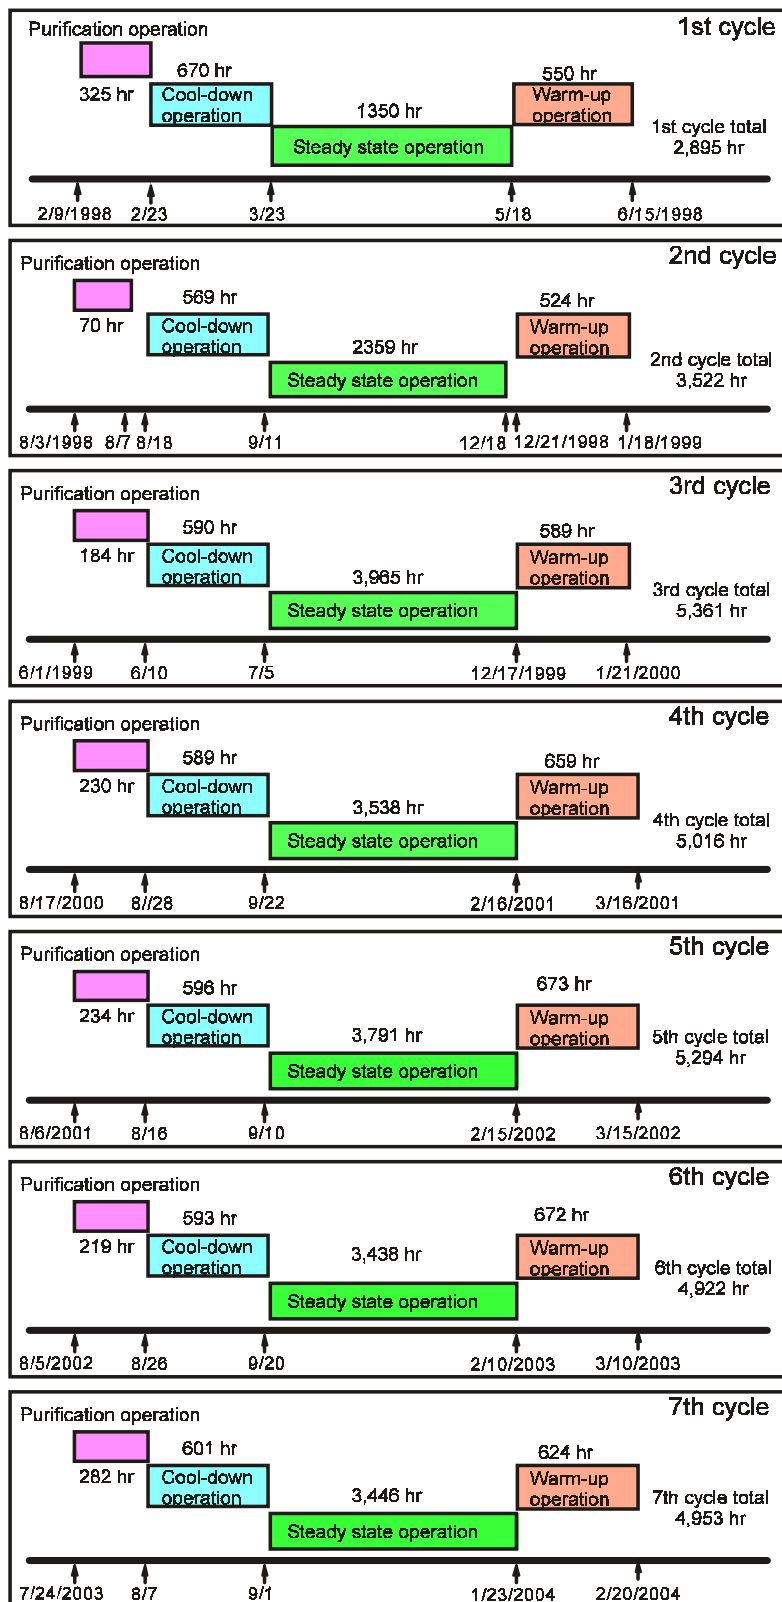 1st cycle
Purification operation
670 hr
550 hr
325 hr
Cool-down
operation
1350 hr
Warm-up
operation
Steady state operation
1st cycle total
2,895 hr
2/9/1998
2/23
3/23
5/18
6/15/1998
2nd cycle
Purification operation
569 hr
524 hr
70 hr
Cool-down
operation
2359 hr
Warm-up
operation
Steady state operation
2nd cycle total
3,522 hr
8/3/1998
8/7
8/18
9/11
12/18
12/21/1998
1/18/1999
3rd cycle
Purification operation
590 hr
589 hr
184 hr
Cool-down
operation
3,965 hr
Warm-up
operation
Steady state operation
3rd cycle total
5,361 hr
6/1/1999
6/10
7/5
12/17/1999
1/21/2000
4th cycle
Purification operation
589 hr
659 hr
230 hr
Cool-down
operation
3,538 hr
Warm-up
operation
Steady state operation
4th cycle total
5,016 hr
8/17/2000
8//28
9/22
2/16/2001
3/16/2001
5th cycle
Purification operation
596 hr
673 hr
234 hr
Cool-down
operation
3,791 hr
Warm-up
operation
Steady state operation
5th cycle total
5,294 hr
8/6/2001
8/16
9/10
2/15/2002
3/15/2002
6th cycle
Purification operation
593 hr
672 hr
219 hr
Cool-down
operation
3,438 hr
Warm-up
operation
Steady state operation
6th cycle total
4,922 hr
8/5/2002
8/26
9/20
2/10/2003
3/10/2003
7th cycle
Purification operation
601 hr
624 hr
282 hr
Cool-down
operation
3,446 hr
Warm-up
operation
Steady state operation
7th cycle total
4,953 hr
7/24/2003
8/7
9/1
1/23/2004
2/20/2004